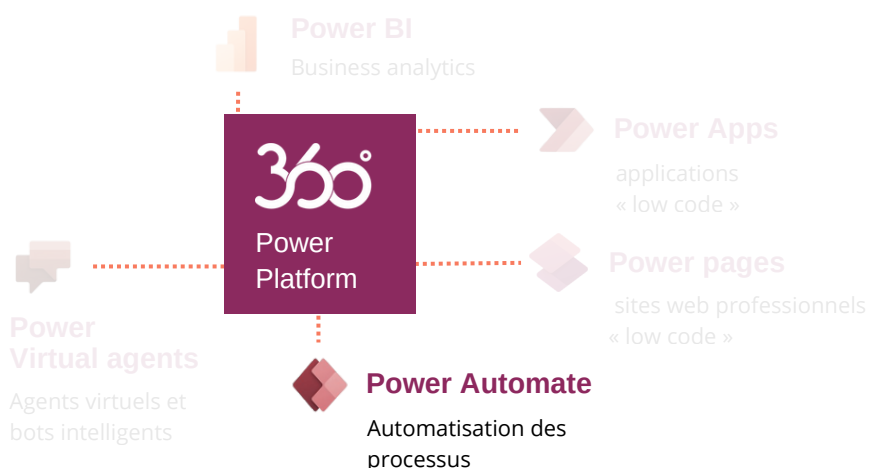 Power BI
Business analytics
Power Apps
applications
« low code »
360°
Power
Platform
Power pages
sites web professionnels
« low code »
Power
Virtual agents
Agents virtuels et
bots intelligents
Power Automate
Automatisation des
processus